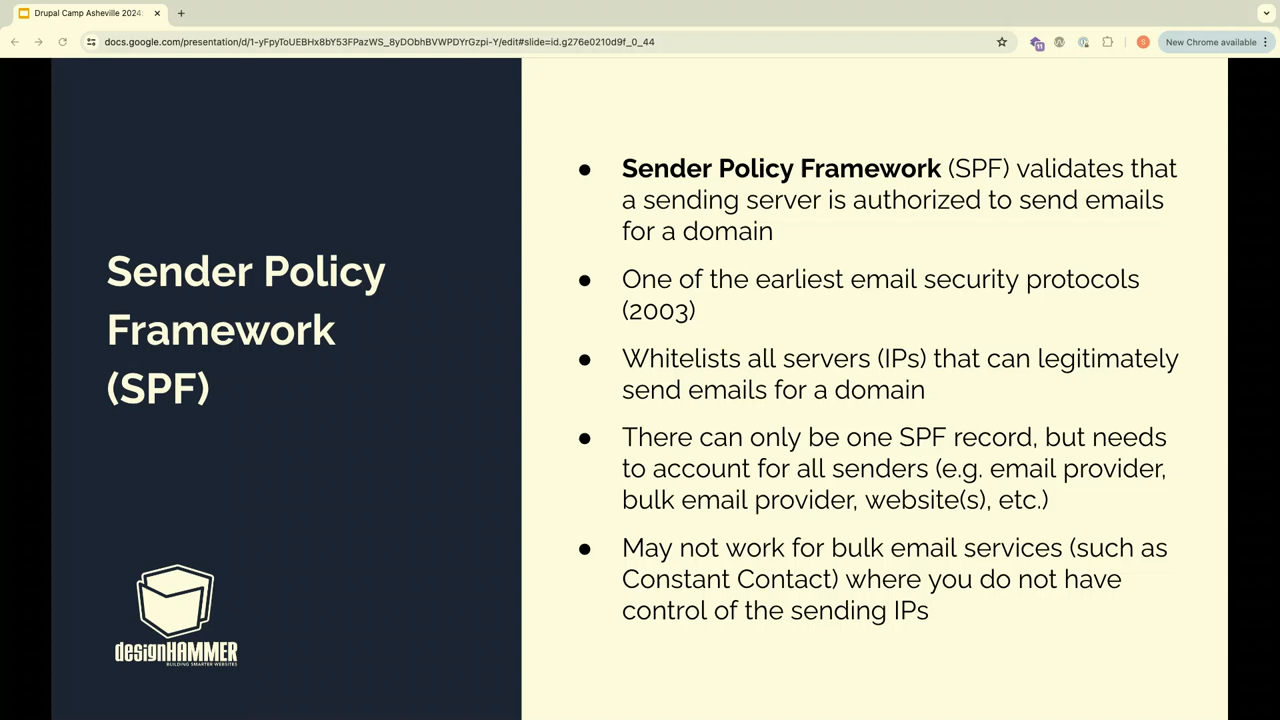 Drupal Camp Asheville 2024
docs.google.com/presentation/d/1-yFpyToUEBHx8bY53FPazWS_8yDObhBVWPDYrGzpi-Y/edit#slide=id.g276e0210d9f_0_44
11
S
New Chrome available
Sender Policy
Framework
(SPF)
designHAMMER
BUILDING SMARTER WEBSITES
● Sender Policy Framework (SPF) validates that
a sending server is authorized to send emails
for a domain
● One of the earliest email security protocols
(2003)
● Whitelists all servers (IPs) that can legitimately
send emails for a domain
● There can only be one SPF record, but needs
to account for all senders (e.g. email provider,
bulk email provider, website(s), etc.)
● May not work for bulk email services (such as
Constant Contact) where you do not have
control of the sending IPs